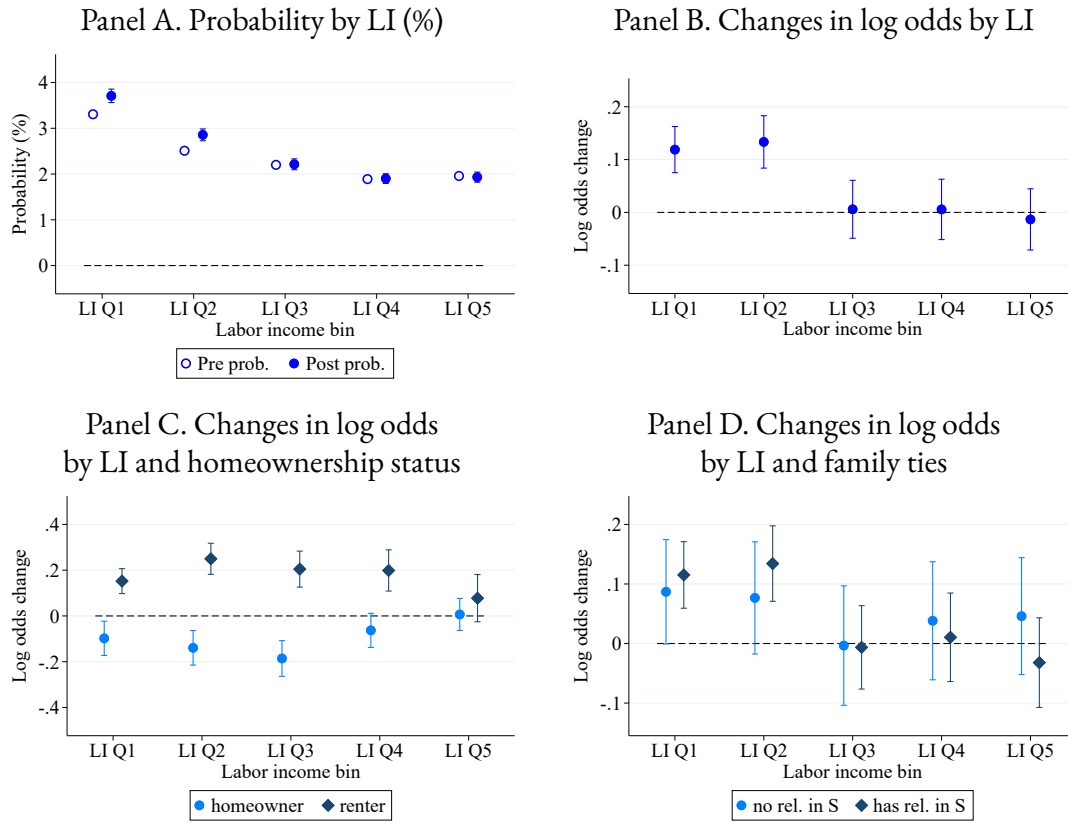 Panel A. Probability by LI (%)
Probability (%)
4
3
2
1
0
LI Q1 LI Q2 LI Q3 LI Q4 LI Q5
Labor income bin
Pre prob. Post prob.
Panel B. Changes in log odds by LI
Log odds change
.2
0.1
0
-.1
LI Q1 LI Q2 LI Q3 LI Q4 LI Q5
Labor income bin
Panel C. Changes in log odds
by LI and homeownership status
Log odds change
.4
0.2
0
-.2
-.4
LI Q1 LI Q2 LI Q3 LI Q4 LI Q5
Labor income bin
homeowner renter
Panel D. Changes in log odds
by LI and family ties
Log odds change
.2
0.1
0
-.1
LI Q1 LI Q2 LI Q3 LI Q4 LI Q5
Labor income bin
no rel. in S has rel. in S